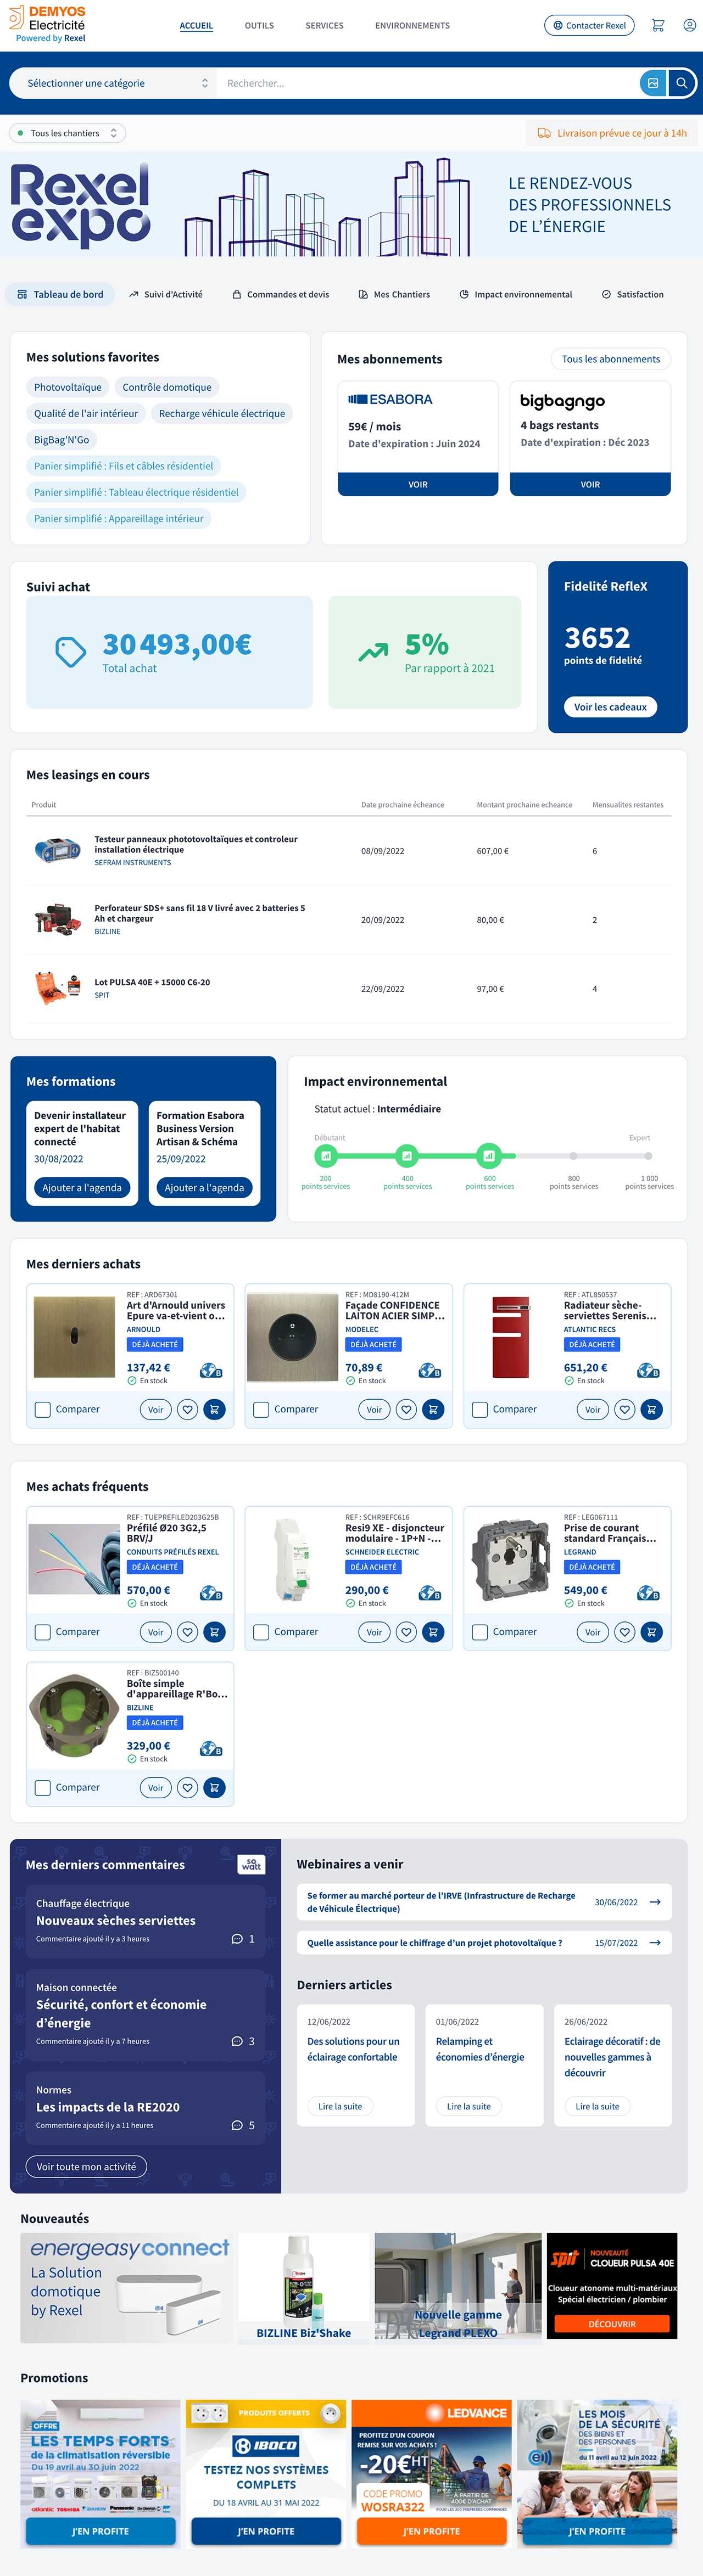 DEMYOS
Electricité
Powered by Rexel
ACCUEIL
OUTILS
SERVICES
ENVIRONNEMENTS
Contacter Rexel
Sélectionner une catégorie
Rechercher...
Tous les chantiers
Livraison prévue ce jour à 14h
Rexel
expo
LE RENDEZ-VOUS
DES PROFESSIONNELS
DE L'ÉNERGIE
Tableau de bord
Suivi d'Activité
Commandes et devis
Mes Chantiers
Impact environnemental
Satisfaction
Mes solutions favorites
Photovoltaïque
Contrôle domotique
Qualité de l'air intérieur
Recharge véhicule électrique
BigBag'N'Go
Panier simplifié : Fils et câbles résidentiel
Panier simplifié : Tableau électrique résidentiel
Panier simplifié : Appareillage intérieur
Mes abonnements
Tous les abonnements
ESABORA
59€ / mois
Date d'expiration : Juin 2024
VOIR
bigbagngo
4 bags restants
Date d'expiration : Déc 2023
VOIR
Suivi achat
30 493,00€
Total achat
5%
Par rapport à 2021
Fidelité RefleX
3652
points de fidelité
Voir les cadeaux
Mes leasings en cours
Produit
Date prochaine écheance
Montant prochaine echeance
Mensualites restantes
Testeur panneaux phototovoltaïques et controleur
installation électrique
SEFRAM INSTRUMENTS
08/09/2022
607,00 €
6
Perforateur SDS+ sans fil 18 V livré avec 2 batteries 5
Ah et chargeur
BIZLINE
20/09/2022
80,00 €
2
Lot PULSA 40E + 15000 C6-20
SPIT
22/09/2022
97,00 €
4
Mes formations
Devenir installateur
expert de l'habitat
connecté
30/08/2022
Ajouter a l'agenda
Formation Esabora
Business Version
Artisan & Schéma
25/09/2022
Ajouter a l'agenda
Impact environnemental
Statut actuel : Intermédiaire
Débutant
Expert
200
points services
400
points services
600
points services
800
points services
1 000
points services
Mes derniers achats
REF : ARD67301
Art d'Arnould univers
Epure va-et-vient o...
ARNOULD
DÉJÀ ACHETÉ
137,42 €
En stock
B
Comparer
Voir
REF : MD8190-412M
Façade CONFIDENCE
LAITON ACIER SIMP...
MODELEC
DÉJÀ ACHETÉ
70,89 €
En stock
B
Comparer
Voir
REF : ATL850537
Radiateur sèche-
serviettes Serenis...
ATLANTIC RECS
DÉJÀ ACHETÉ
651,20 €
En stock
B
Comparer
Voir
Mes achats fréquents
REF : TUEPREFILED203G25B
Préfilé Ø20 3G2,5
BRV/J
CONDUITS PRÉFILÉS REXEL
DÉJÀ ACHETÉ
570,00 €
En stock
B
Comparer
Voir
REF : SCHR9EFC616
Resi9 XE - disjoncteur
modulaire - 1P+N -...
SCHNEIDER ELECTRIC
DÉJÀ ACHETÉ
290,00 €
En stock
B
Comparer
Voir
REF : LEG067111
Prise de courant
standard Français...
LEGRAND
DÉJÀ ACHETÉ
549,00 €
En stock
B
Comparer
Voir
REF : BIZ500140
Boîte simple
d'appareillage R'Bo...
BIZLINE
DÉJÀ ACHETÉ
329,00 €
En stock
B
Comparer
Voir
Mes derniers commentaires
so
watt
Chauffage électrique
Nouveaux sèches serviettes
Commentaire ajouté il y a 3 heures
1
Maison connectée
Sécurité, confort et économie
d'énergie
Commentaire ajouté il y a 7 heures
3
Normes
Les impacts de la RE2020
Commentaire ajouté il y a 11 heures
5
Voir toute mon activité
Webinaires a venir
Se former au marché porteur de l'IRVE (Infrastructure de Recharge
de Véhicule Électrique)
30/06/2022
Quelle assistance pour le chiffrage d'un projet photovoltaïque ?
15/07/2022
Derniers articles
12/06/2022
Des solutions pour un
éclairage confortable
Lire la suite
01/06/2022
Relamping et
économies d'énergie
Lire la suite
26/06/2022
Eclairage décoratif : de
nouvelles gammes à
découvrir
Lire la suite
Nouveautés
energeasyconnect
La Solution
domotique
by Rexel
BIZLINE Biz'Shake
Nouvelle gamme
Legrand PLEXO
spit
NOUVEAUTÉ
CLOUEUR PULSA 40E
Cloueur atonome multi-matériaux
Spécial électricien / plombier
DÉCOUVRIR
Promotions
OFFRE
LES TEMPS FORTS
de la climatisation réversible
Du 19 avril au 30 juin 2022
atlantic TOSHIBA DAIKIN Panasonic
J'EN PROFITE
PRODUITS OFFERTS
IBOCO
TESTEZ NOS SYSTÈMES
COMPLETS
DU 18 AVRIL AU 31 MAI 2022
J'EN PROFITE
LEDVANCE
PROFITEZ D'UN COUPON
REMISE SUR VOS ACHATS !
-20€HT
CODE PROMO
WOSRA322
À PARTIR DE
400€ D'ACHAT
POUR LES 200 PREMIÈRES COMMANDES
J'EN PROFITE
LES MOIS
DE LA SÉCURITÉ
DES BIENS ET
DES PERSONNES
du 11 avril au 12 juin 2022
J'EN PROFITE